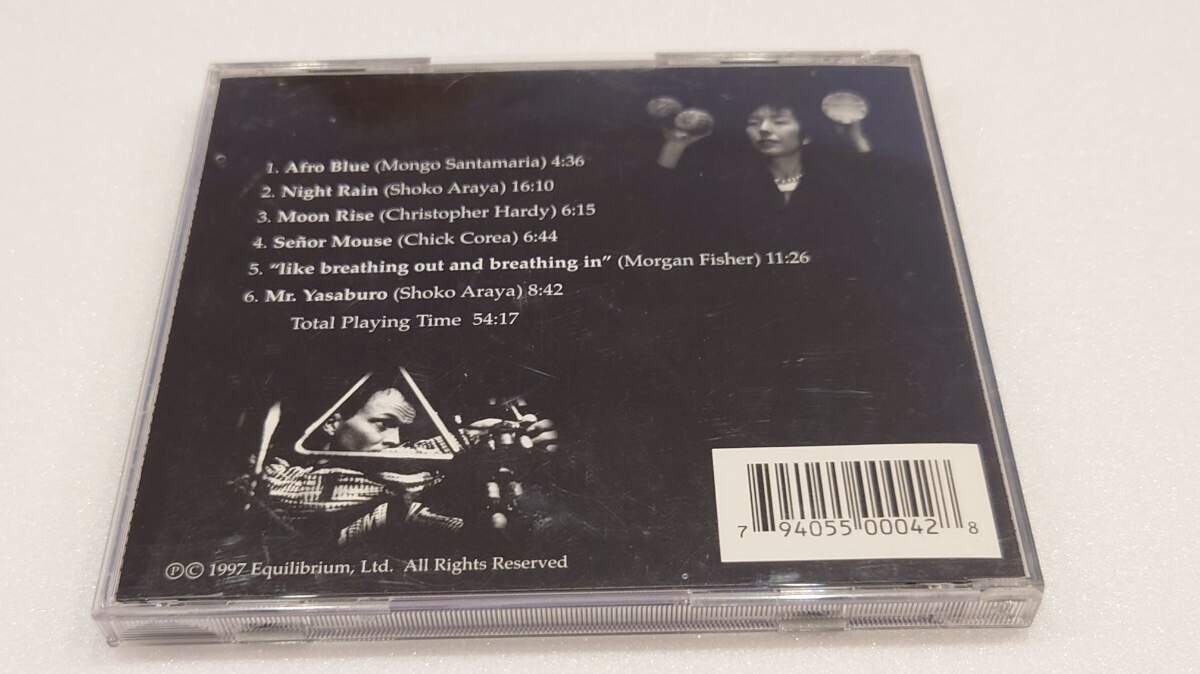 1. Afro Blue (Mongo Santamaria) 4:36
2. Night Rain (Shoko Araya) 16:10
3. Moon Rise (Christopher Hardy) 6:15
4. Señor Mouse (Chick Corea) 6:44
5. “like breathing out and breathing in” (Morgan Fisher) 11:26
6. Mr. Yasaburo (Shoko Araya) 8:42
Total Playing Time 54:17
7 94055 00042 8
℗© 1997 Equilibrium, Ltd. All Rights Reserved